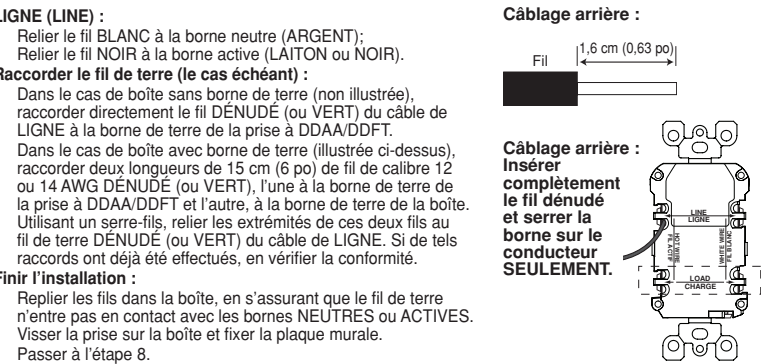 LIGNE (LINE) :
Relier le fil BLANC à la borne neutre (ARGENT);
Relier le fil NOIR à la borne active (LAITON ou NOIR).
Raccorder le fil de terre (le cas échéant) :
Dans le cas de boîte sans borne de terre (non illustrée),
raccorder directement le fil DÉNUDÉ (ou VERT) du câble de
LIGNE à la borne de terre de la prise à DDAA/DDFT.
Dans le cas de boîte avec borne de terre (illustrée ci-dessus),
raccorder deux longueurs de 15 cm (6 po) de fil de calibre 12
ou 14 AWG DÉNUDÉ (ou VERT), l'une à la borne de terre de
la prise à DDAA/DDFT et l'autre, à la borne de terre de la boîte.
Utilisant un serre-fils, relier les extrémités de ces deux fils au
fil de terre DÉNUDÉ (ou VERT) du câble de LIGNE. Si de tels
raccords ont déjà été effectués, en vérifier la conformité.
Finir l'installation :
Replier les fils dans la boîte, en s'assurant que le fil de terre
n'entre pas en contact avec les bornes NEUTRES ou ACTIVES.
Visser la prise sur la boîte et fixer la plaque murale.
Passer à l'étape 8.
Câblage arrière :
Fil
1,6 cm (0,63 po)
Câblage arrière :
Insérer
complètement
le fil dénudé
et serrer la
borne sur le
conducteur
SEULEMENT.
LINE
LIGNE
HOT WIRE
FIL ACTIF
WHITE WIRE
FIL BLANC
LOAD
CHARGE